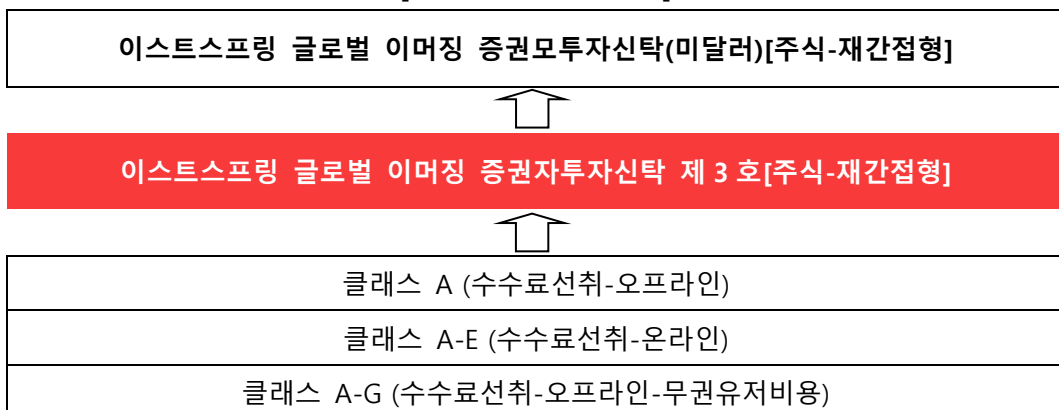 이스트스프링 글로벌 이머징 증권모투자신탁(미달러)[주식-재간접형]
이스트스프링 글로벌 이머징 증권자투자신탁 제 3 호[주식-재간접형]
클래스 A (수수료선취-오프라인)
클래스 A-E (수수료선취-온라인)
클래스 A-G (수수료선취-오프라인-무권유저비용)